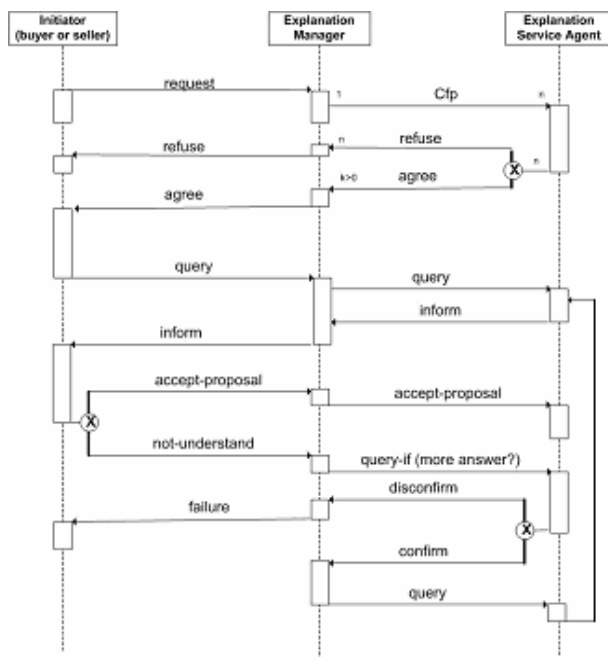 Initiator
(buyer or seller)
Explanation
Manager
Explanation
Service Agent
request
1
Cfp
n
n
refuse
refuse
n
k>0
agree
agree
query
query
inform
inform
accept-proposal
accept-proposal
not-understand
query-if (more answer?)
disconfirm
failure
confirm
query
X
X
X